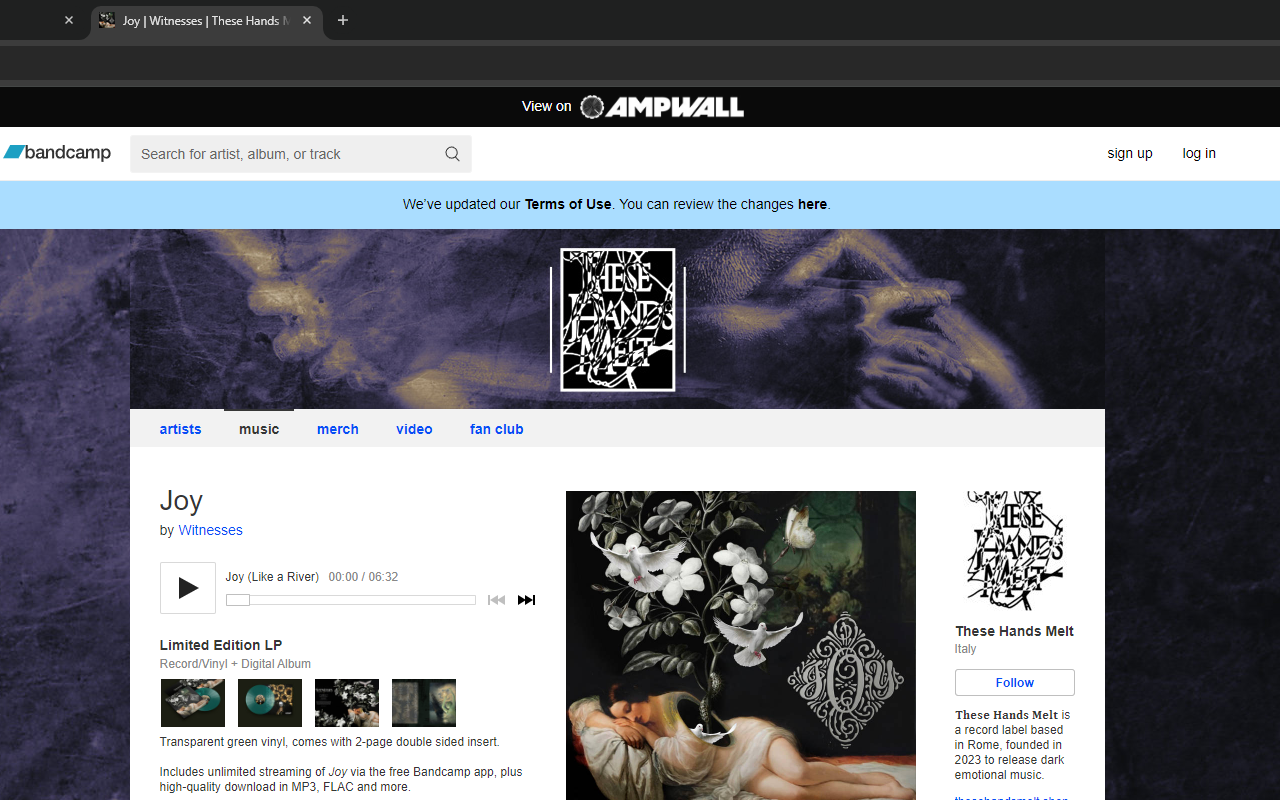 Joy | Witnesses | These Hands M
View on AMPWALL
bandcamp
Search for artist, album, or track
sign up
log in
We've updated our Terms of Use. You can review the changes here.
THESE
HANDS
MELT
artists
music
merch
video
fan club
Joy
by Witnesses
Joy (Like a River) 00:00 / 06:32
Limited Edition LP
Record/Vinyl + Digital Album
Transparent green vinyl, comes with 2-page double sided insert.
Includes unlimited streaming of Joy via the free Bandcamp app, plus
high-quality download in MP3, FLAC and more.
JOY
THESE
HANDS
MELT
These Hands Melt
Italy
Follow
These Hands Melt is
a record label based
in Rome, founded in
2023 to release dark
emotional music.